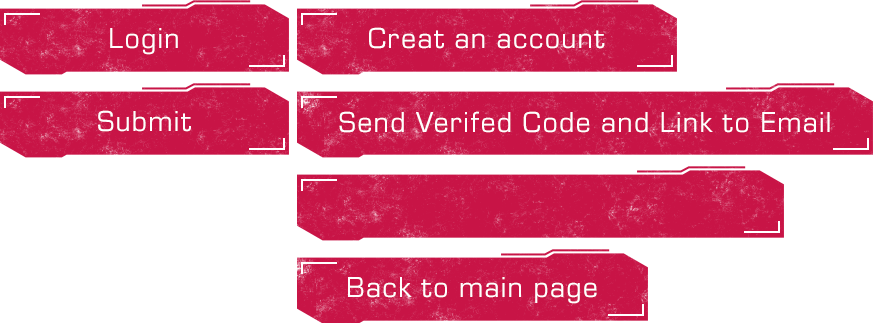 Login
Creat an account
Submit
Send Verifed Code and Link to Email
Back to main page